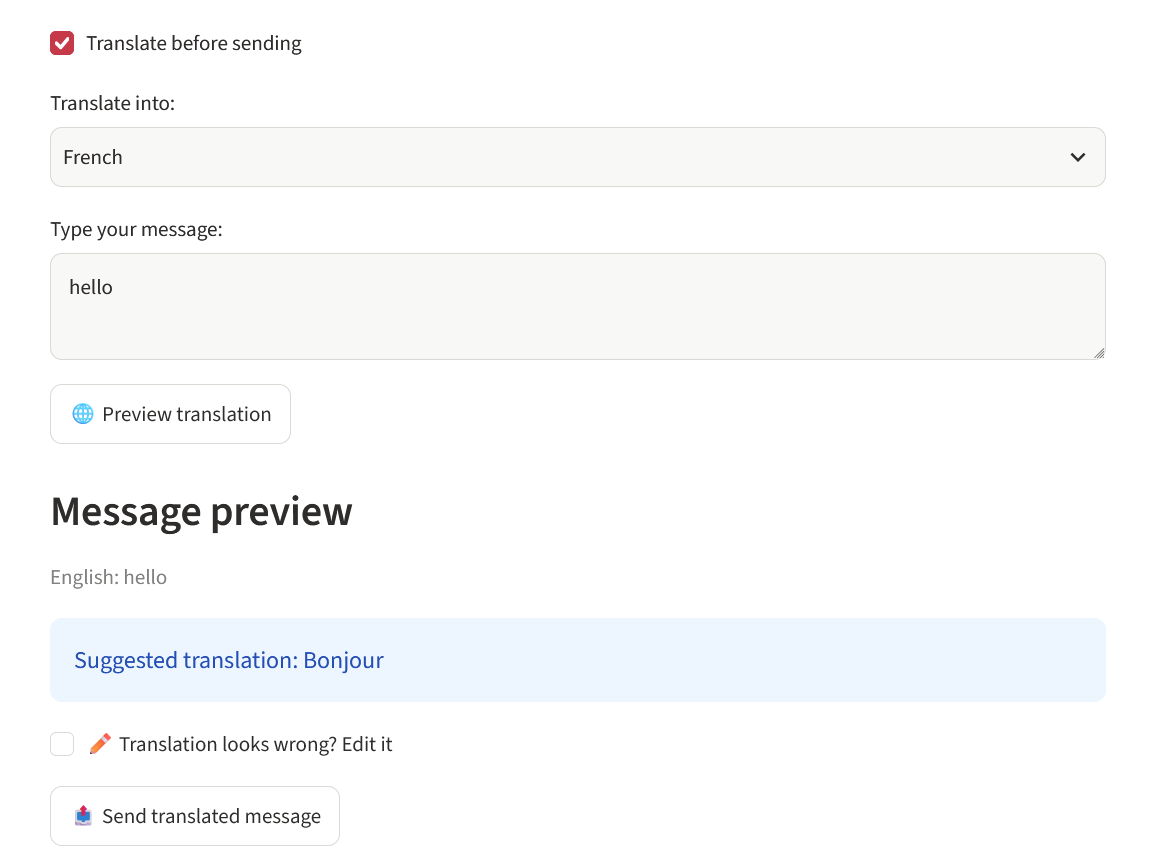 Translate before sending
Translate into:
French
Type your message:
hello
🌐 Preview translation
Message preview
English: hello
Suggested translation: Bonjour
✏️ Translation looks wrong? Edit it
📤 Send translated message